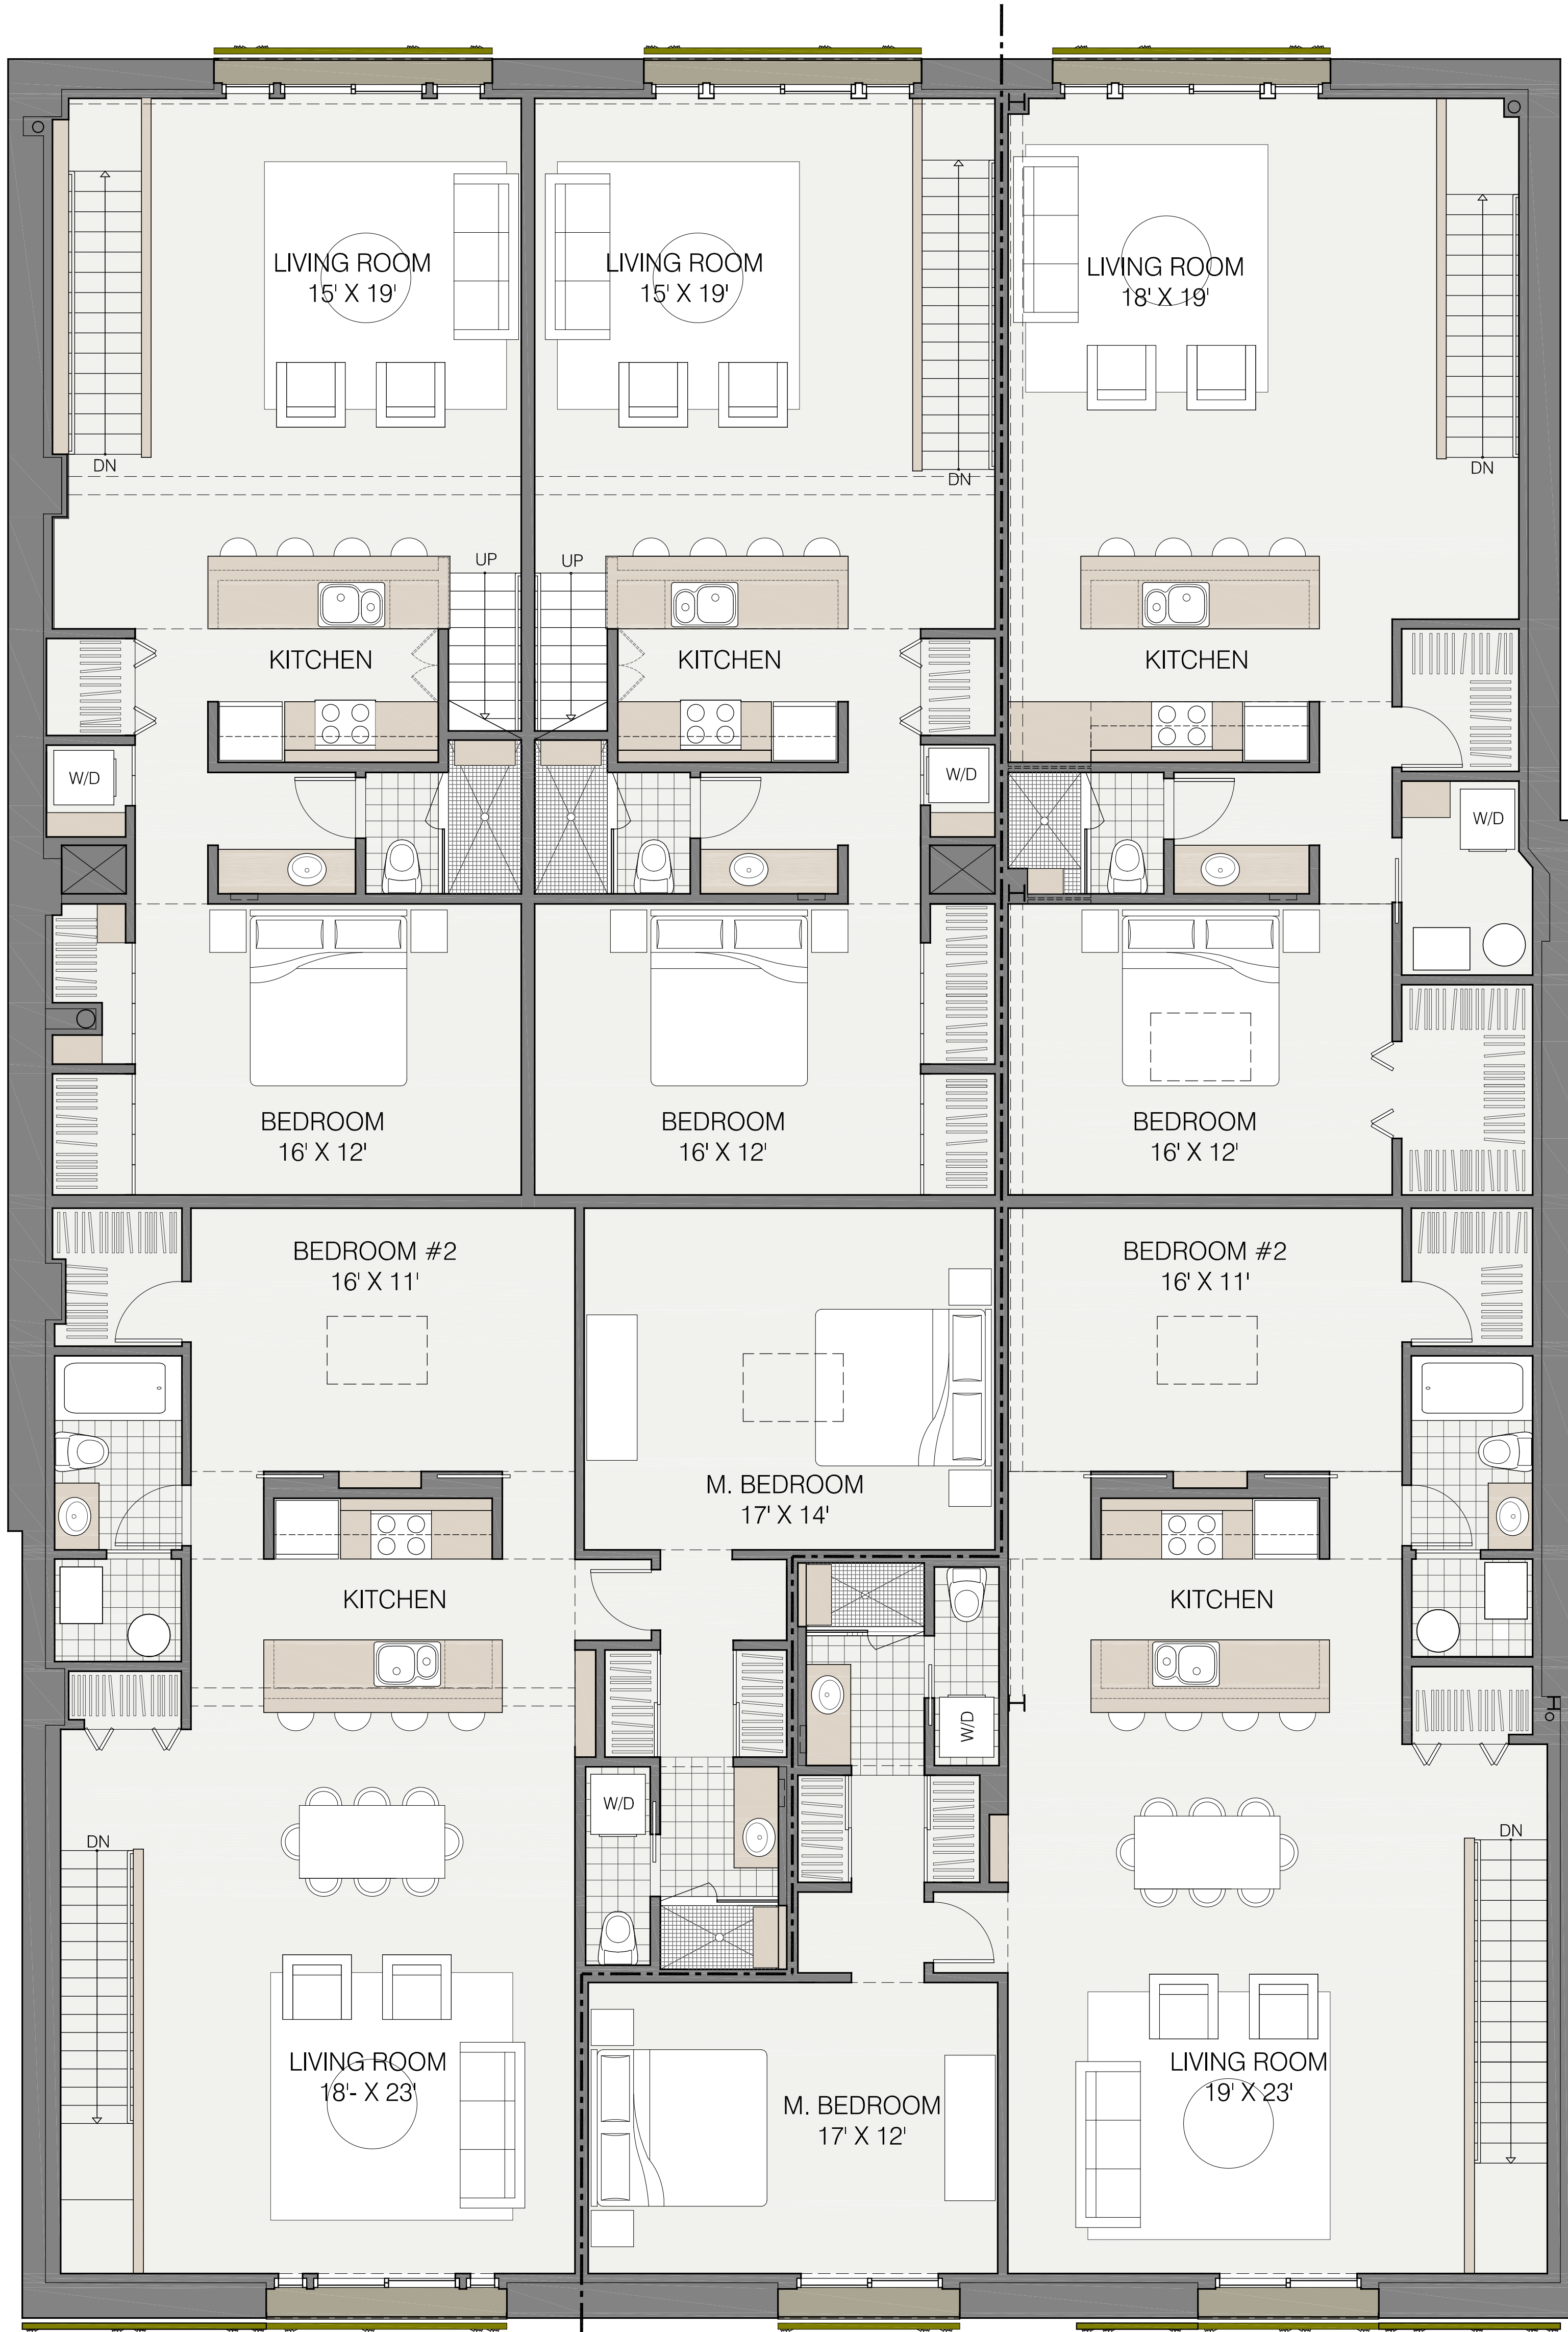 LIVING ROOM
15' X 19'
LIVING ROOM
15' X 19'
LIVING ROOM
18' X 19'
DN
DN
DN
UP
UP
KITCHEN
KITCHEN
KITCHEN
W/D
W/D
W/D
BEDROOM
16' X 12'
BEDROOM
16' X 12'
BEDROOM
16' X 12'
BEDROOM #2
16' X 11'
BEDROOM #2
16' X 11'
M. BEDROOM
17' X 14'
KITCHEN
KITCHEN
W/D
W/D
DN
DN
LIVING ROOM
18'- X 23'
M. BEDROOM
17' X 12'
LIVING ROOM
19' X 23'